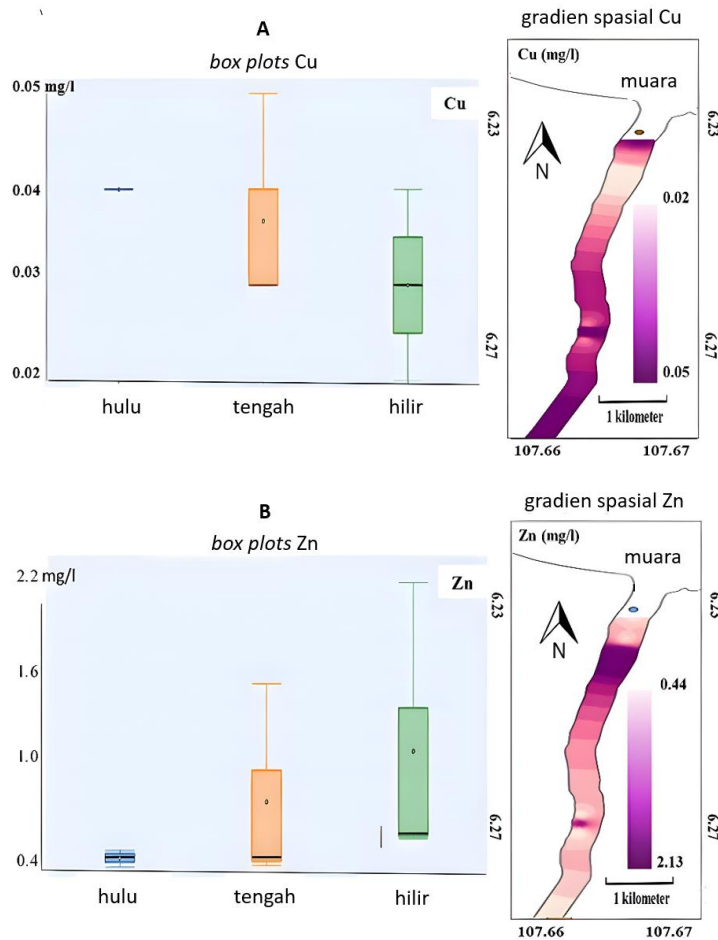 A
box plots Cu
0.05 mg/l
Cu
0.04
0.03
0.02
hulu
tengah
hilir
gradien spasial Cu
Cu (mg/l)
muara
6.23
6.23
N
0.02
0.05
6.27
6.27
1 kilometer
107.66
107.67
B
box plots Zn
2.2 mg/l
Zn
1.6
1.0
0.4
hulu
tengah
hilir
gradien spasial Zn
Zn (mg/l)
muara
6.23
6.23
N
0.44
2.13
6.27
6.27
1 kilometer
107.66
107.67